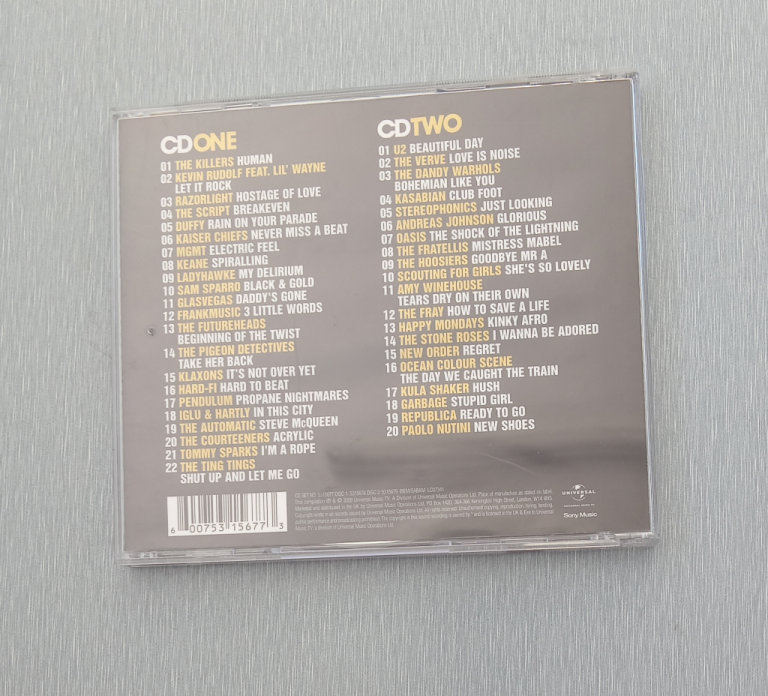 CD ONE
01 THE KILLERS HUMAN
02 KEVIN RUDOLF FEAT. LIL' WAYNE
LET IT ROCK
03 RAZORLIGHT HOSTAGE OF LOVE
04 THE SCRIPT BREAKEVEN
05 DUFFY RAIN ON YOUR PARADE
06 KAISER CHIEFS NEVER MISS A BEAT
07 MGMT ELECTRIC FEEL
08 KEANE SPIRALLING
09 LADYHAWKE MY DELIRIUM
10 SAM SPARRO BLACK & GOLD
11 GLASVEGAS DADDY'S GONE
12 FRANKMUSIC 3 LITTLE WORDS
13 THE FUTUREHEADS
BEGINNING OF THE TWIST
14 THE PIGEON DETECTIVES
TAKE HER BACK
15 KLAXONS IT'S NOT OVER YET
16 HARD-FI HARD TO BEAT
17 PENDULUM PROPANE NIGHTMARES
18 IGLU & HARTLY IN THIS CITY
19 THE AUTOMATIC STEVE McQUEEN
20 THE COURTEENERS ACRYLIC
21 TOMMY SPARKS I'M A ROPE
22 THE TING TINGS
SHUT UP AND LET ME GO
CD TWO
01 U2 BEAUTIFUL DAY
02 THE VERVE LOVE IS NOISE
03 THE DANDY WARHOLS
BOHEMIAN LIKE YOU
04 KASABIAN CLUB FOOT
05 STEREOPHONICS JUST LOOKING
06 ANDREAS JOHNSON GLORIOUS
07 OASIS THE SHOCK OF THE LIGHTNING
08 THE FRATELLIS MISTRESS MABEL
09 THE HOOSIERS GOODBYE MR A
10 SCOUTING FOR GIRLS SHE'S SO LOVELY
11 AMY WINEHOUSE
TEARS DRY ON THEIR OWN
12 THE FRAY HOW TO SAVE A LIFE
13 HAPPY MONDAYS KINKY AFRO
14 THE STONE ROSES I WANNA BE ADORED
15 NEW ORDER REGRET
16 OCEAN COLOUR SCENE
THE DAY WE CAUGHT THE TRAIN
17 KULA SHAKER HUSH
18 GARBAGE STUPID GIRL
19 REPUBLICA READY TO GO
20 PAOLO NUTINI NEW SHOES
6 00753 15677 3
UNIVERSAL
Sony Music